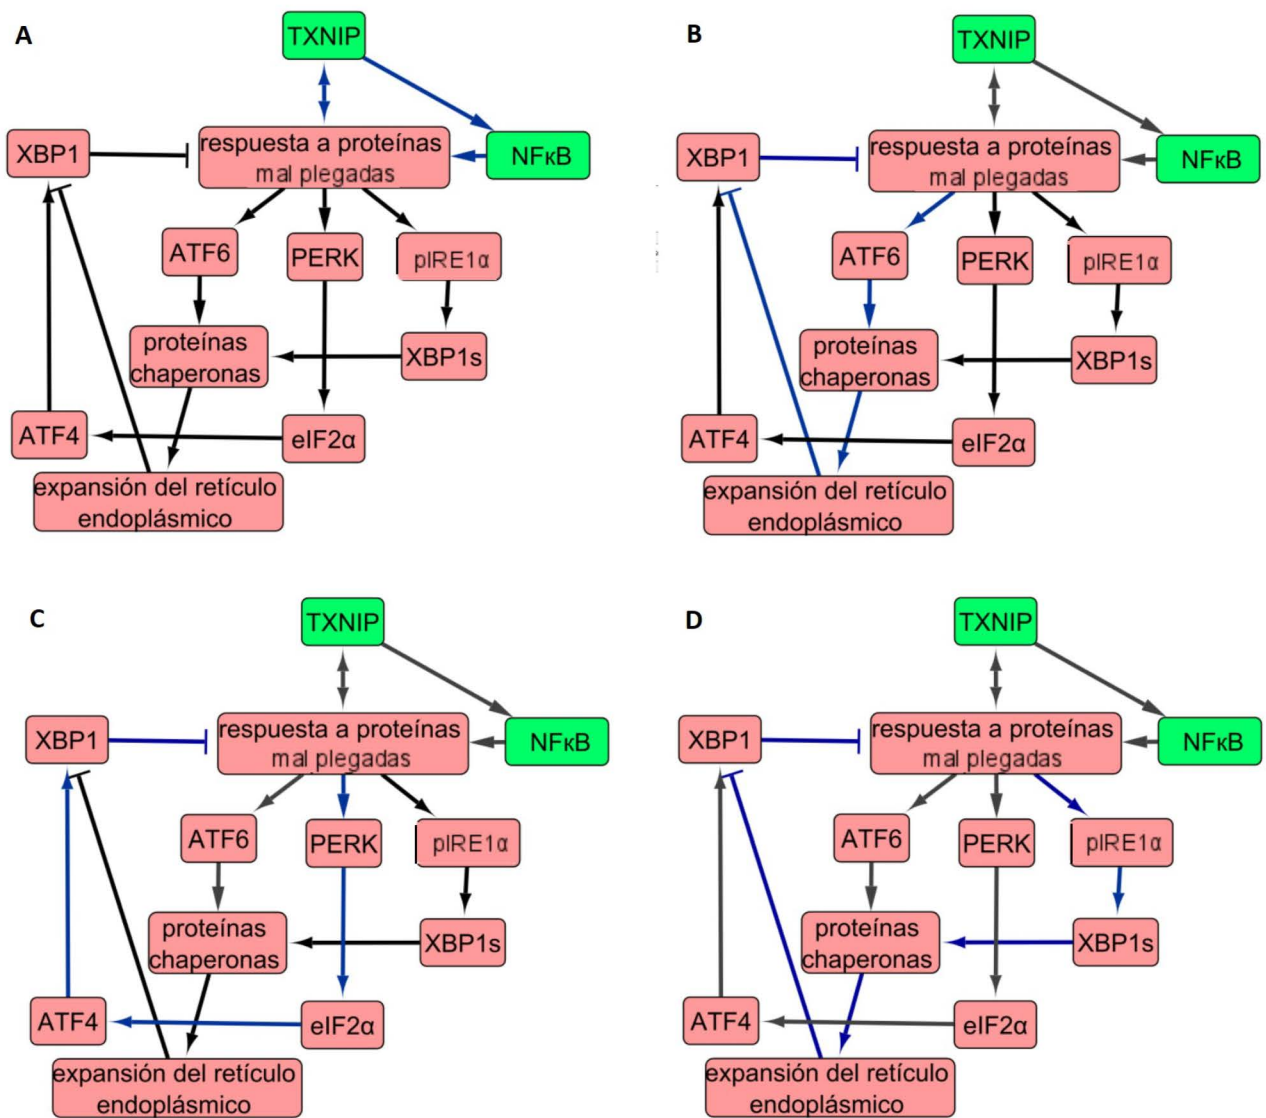 A
TXNIP
XBP1
respuesta a proteínas
mal plegadas
NFκB
ATF6
PERK
pIRE1α
proteínas
chaperonas
XBP1s
ATF4
eIF2α
expansión del retículo
endoplásmico
B
TXNIP
XBP1
respuesta a proteínas
mal plegadas
NFκB
ATF6
PERK
pIRE1α
proteínas
chaperonas
XBP1s
ATF4
eIF2α
expansión del retículo
endoplásmico
C
TXNIP
XBP1
respuesta a proteínas
mal plegadas
NFκB
ATF6
PERK
pIRE1α
proteínas
chaperonas
XBP1s
ATF4
eIF2α
expansión del retículo
endoplásmico
D
TXNIP
XBP1
respuesta a proteínas
mal plegadas
NFκB
ATF6
PERK
pIRE1α
proteínas
chaperonas
XBP1s
ATF4
eIF2α
expansión del retículo
endoplásmico